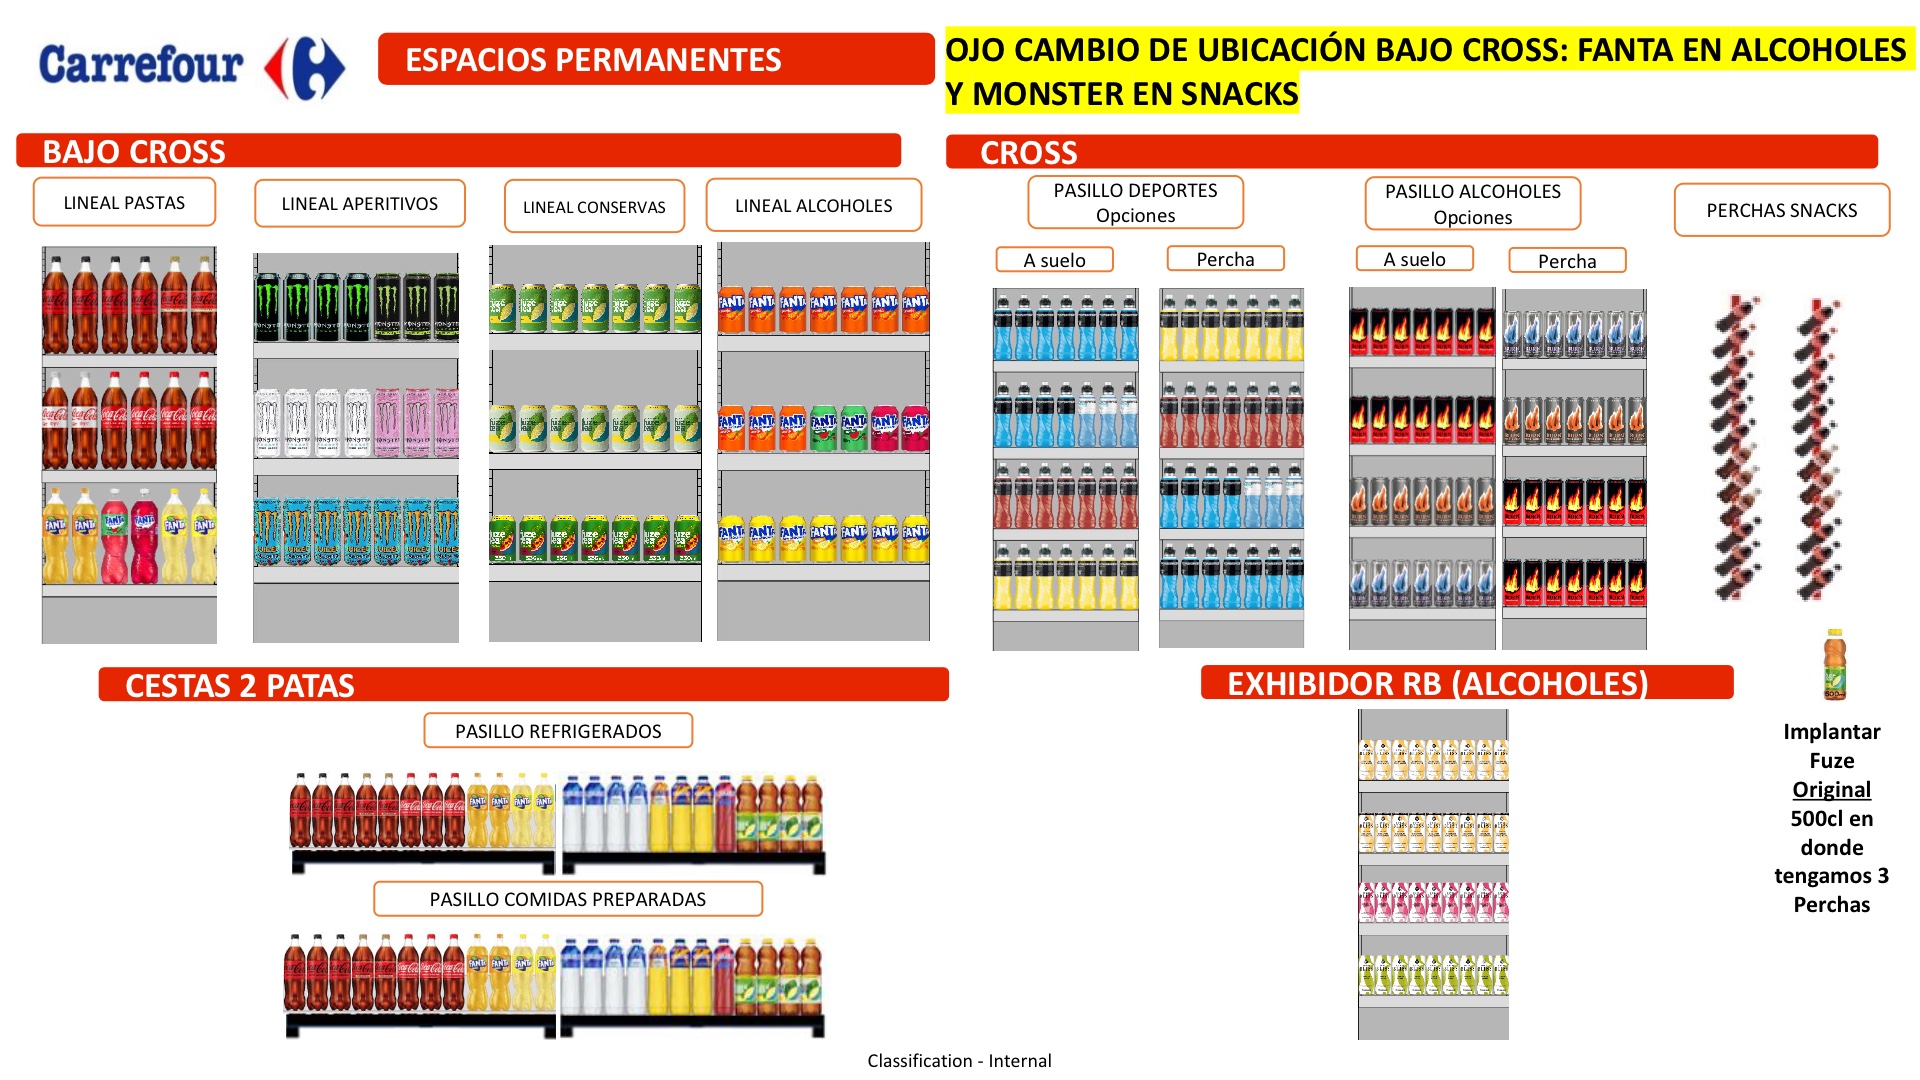 Carrefour
ESPACIOS PERMANENTES
OJO CAMBIO DE UBICACIÓN BAJO CROSS: FANTA EN ALCOHOLES
Y MONSTER EN SNACKS
BAJO CROSS
LINEAL PASTAS
LINEAL APERITIVOS
LINEAL CONSERVAS
LINEAL ALCOHOLES
CROSS
PASILLO DEPORTES
Opciones
A suelo
Percha
PASILLO ALCOHOLES
Opciones
A suelo
Percha
PERCHAS SNACKS
CESTAS 2 PATAS
PASILLO REFRIGERADOS
PASILLO COMIDAS PREPARADAS
EXHIBIDOR RB (ALCOHOLES)
Implantar
Fuze
Original
500cl en
donde
tengamos 3
Perchas
Classification - Internal